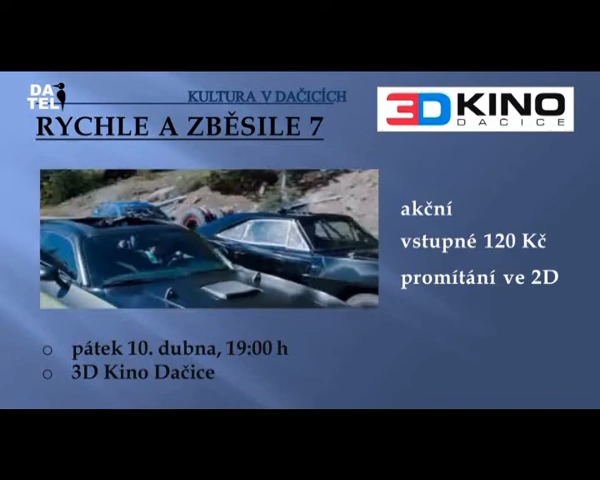 DA
TEL
KULTURA V DAČICÍCH
RYCHLE A ZBĚSILE 7
3D KINO
DAČICE
akční
vstupné 120 Kč
promítání ve 2D
pátek 10. dubna, 19:00 h
3D Kino Dačice